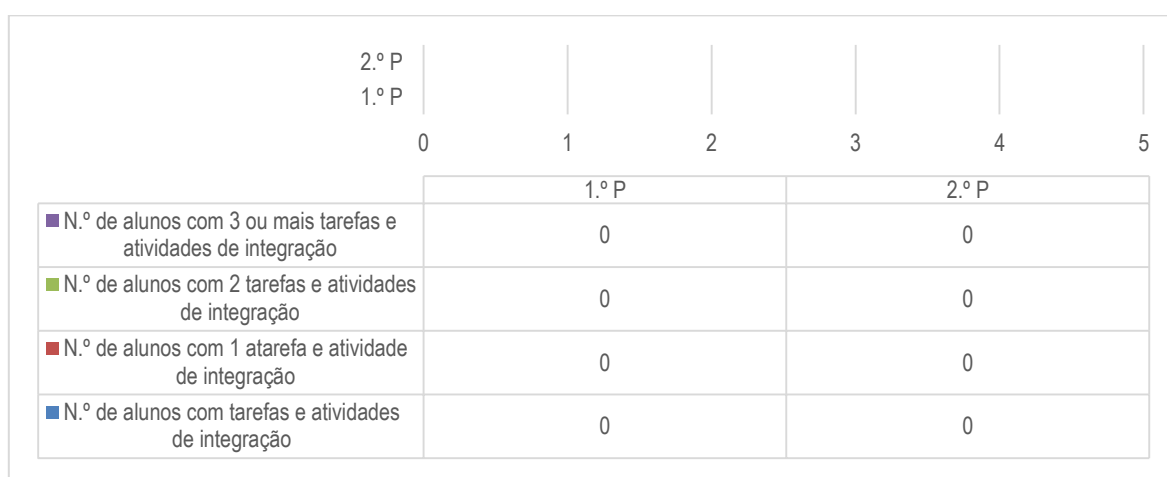 2.º P
1.º P
0 1 2 3 4 5
1.º P 2.º P
N.º de alunos com 3 ou mais tarefas e
atividades de integração
0 0
N.º de alunos com 2 tarefas e atividades
de integração
0 0
N.º de alunos com 1 atarefa e atividade
de integração
0 0
N.º de alunos com tarefas e atividades
de integração
0 0